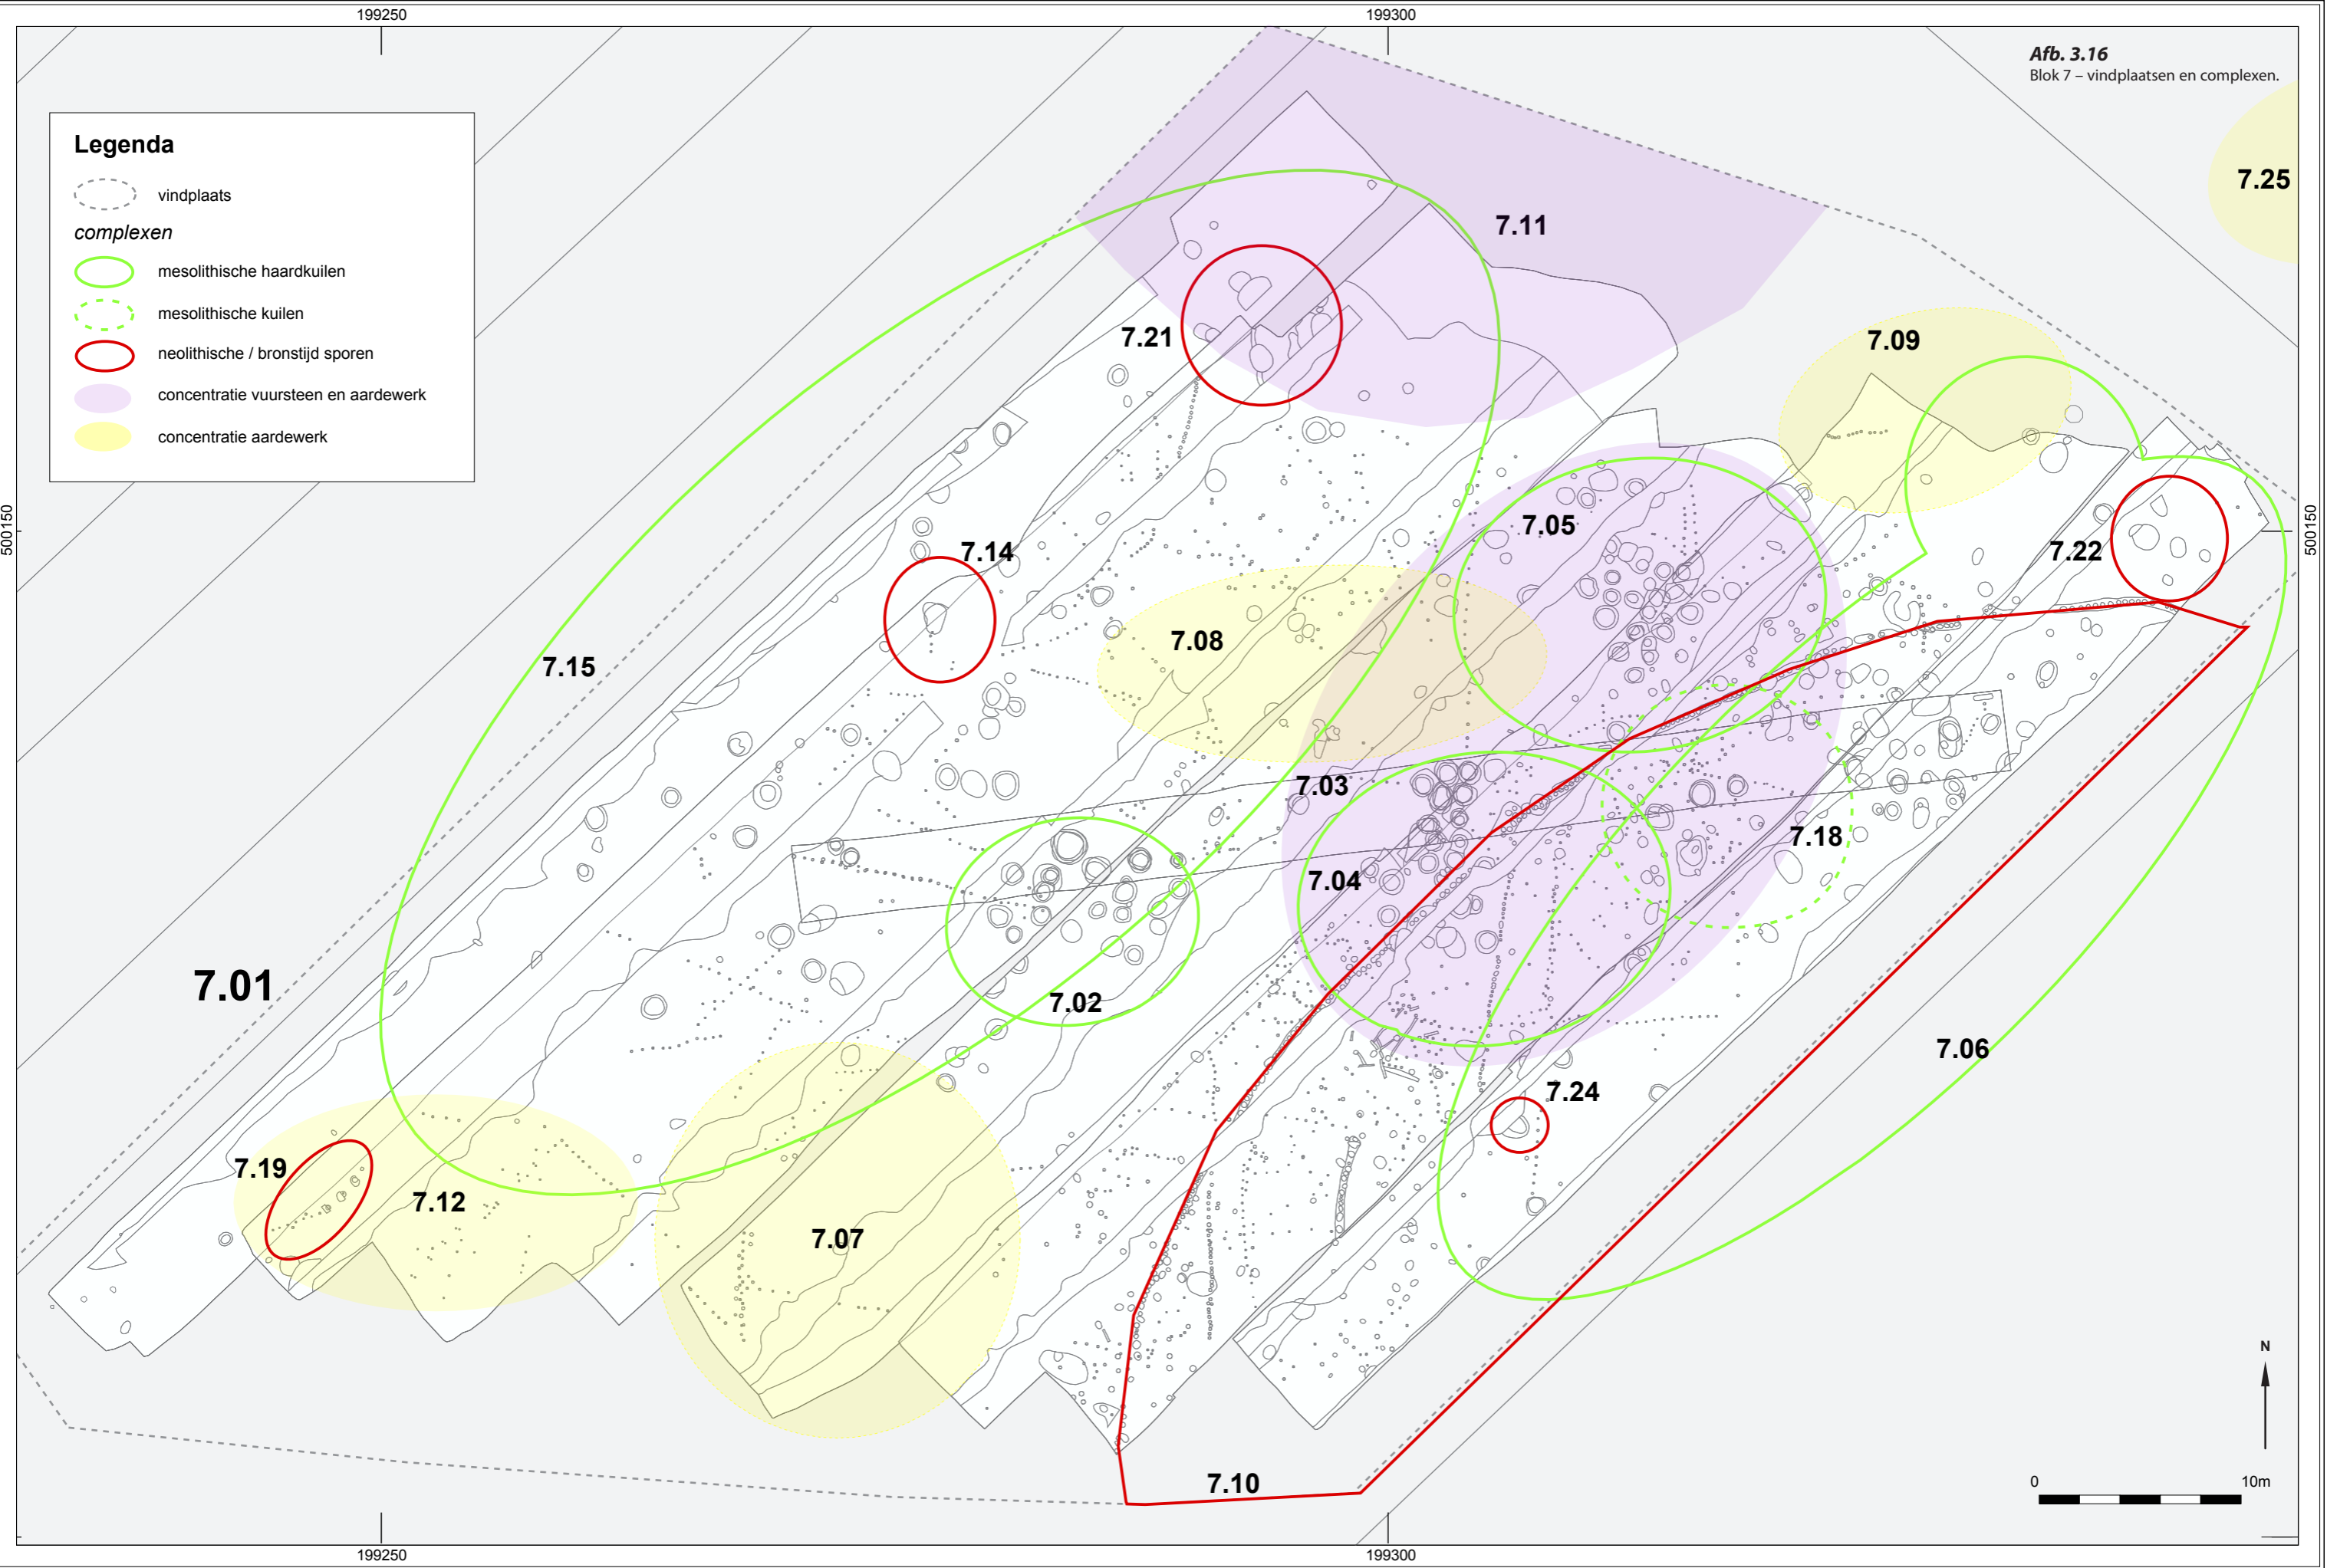 199250
199300
Afb. 3.16
Blok 7 – vindplaatsen en complexen.
Legenda
vindplaats
complexen
mesolithische haardkuilen
mesolithische kuilen
neolithische / bronstijd sporen
concentratie vuursteen en aardewerk
concentratie aardewerk
7.25
7.11
7.21
7.09
500150
500150
7.05
7.14
7.22
7.08
7.15
7.03
7.18
7.04
7.01
7.02
7.06
7.24
7.19
7.12
7.07
N
7.10
0
10m
199250
199300